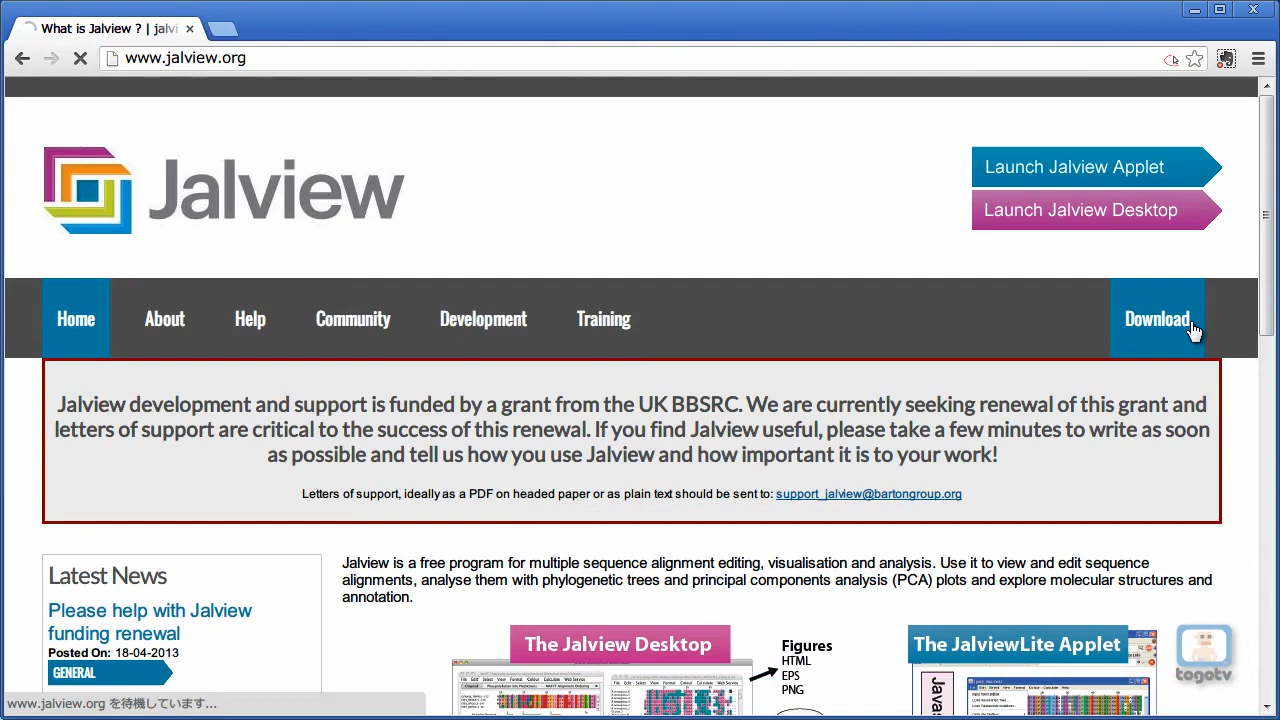 What is Jalview ? | jalvi
www.jalview.org
Jalview
Launch Jalview Applet
Launch Jalview Desktop
Home About Help Community Development Training Download
Jalview development and support is funded by a grant from the UK BBSRC. We are currently seeking renewal of this grant and
letters of support are critical to the success of this renewal. If you find Jalview useful, please take a few minutes to write as soon
as possible and tell us how you use Jalview and how important it is to your work!
Letters of support, ideally as a PDF on headed paper or as plain text should be sent to: support_jalview@bartongroup.org
Latest News
Please help with Jalview
funding renewal
Posted On: 18-04-2013
GENERAL
Jalview is a free program for multiple sequence alignment editing, visualisation and analysis. Use it to view and edit sequence
alignments, analyse them with phylogenetic trees and principal components analysis (PCA) plots and explore molecular structures and
annotation.
The Jalview Desktop
Figures
HTML
EPS
PNG
The JalviewLite Applet
Jav
togotv
www.jalview.org を待機しています...